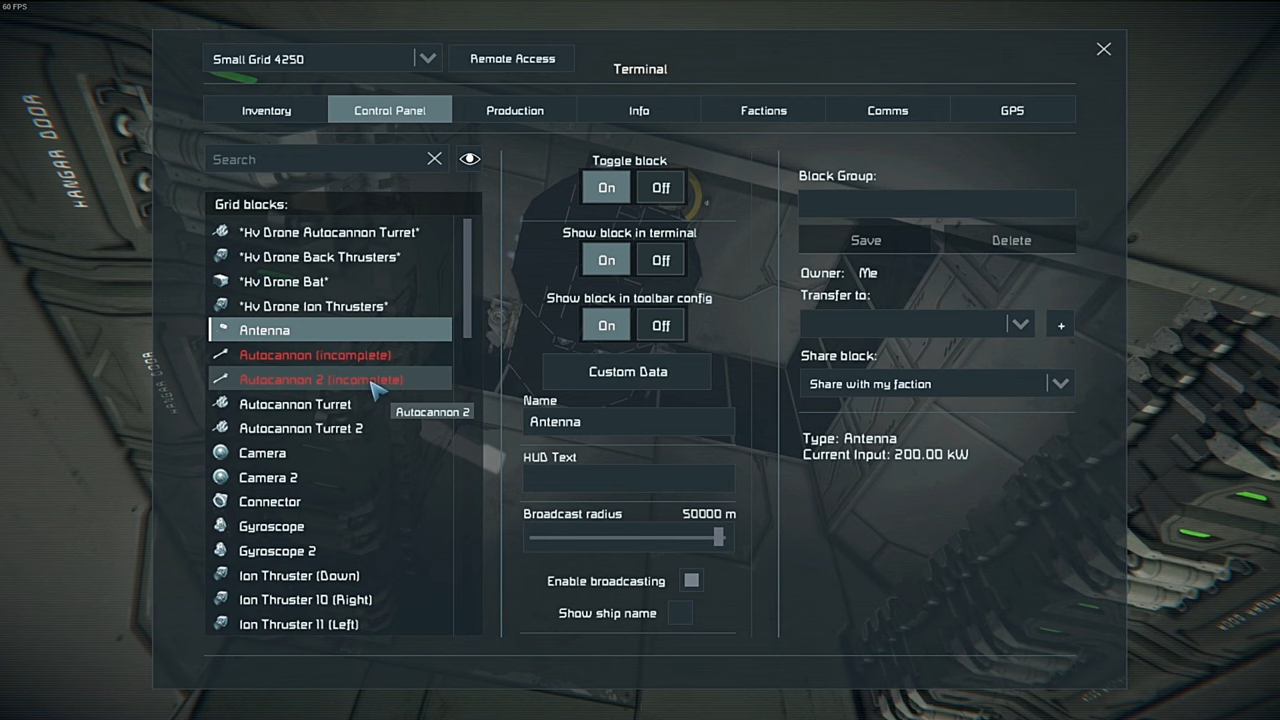 60 FPS
Small Grid 4250
Remote Access
Terminal
Inventory
Control Panel
Production
Info
Factions
Comms
GPS
Search
Grid blocks:
*Hv Drone Autocannon Turret*
*Hv Drone Back Thrusters*
*Hv Drone Bat*
*Hv Drone Ion Thrusters*
Antenna
Autocannon (incomplete)
Autocannon 2 (incomplete)
Autocannon 2
Autocannon Turret
Autocannon Turret 2
Camera
Camera 2
Connector
Gyroscope
Gyroscope 2
Ion Thruster (Down)
Ion Thruster 10 (Right)
Ion Thruster 11 (Left)
Toggle block
On Off
Show block in terminal
On Off
Show block in toolbar config
On Off
Custom Data
Name
Antenna
HUD Text
Broadcast radius 50000 m
Enable broadcasting
Show ship name
Block Group:
Save Delete
Owner: Me
Transfer to:
+
Share block:
Share with my faction
Type: Antenna
Current Input: 200.00 kW
HANGAR DOOR
HANGAR DOOR